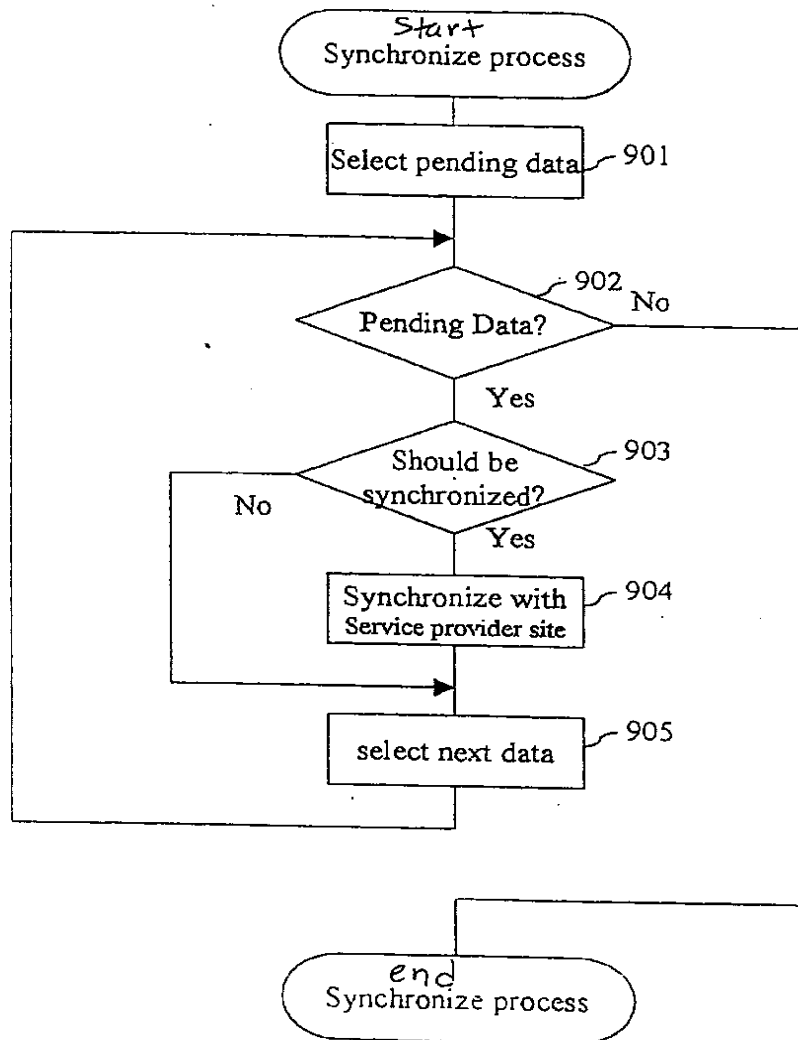 Start
Synchronize process
Select pending data
901
902
No
Pending Data?
Yes
903
Should be
synchronized?
No
Yes
904
Synchronize with
Service provider site
905
select next data
end
Synchronize process